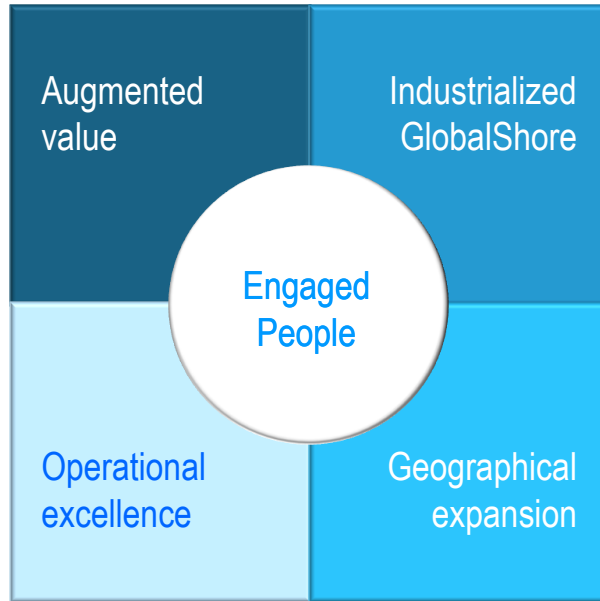 Augmented
value
Industrialized
GlobalShore
Engaged
People
Operational
excellence
Geographical
expansion